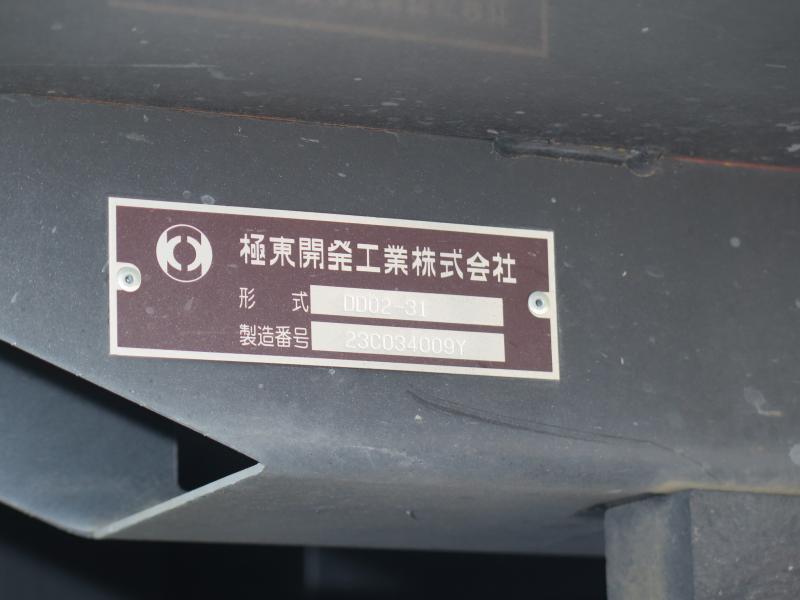 極東開発工業株式会社
形 式 DD02-31
製造番号 23C034009Y